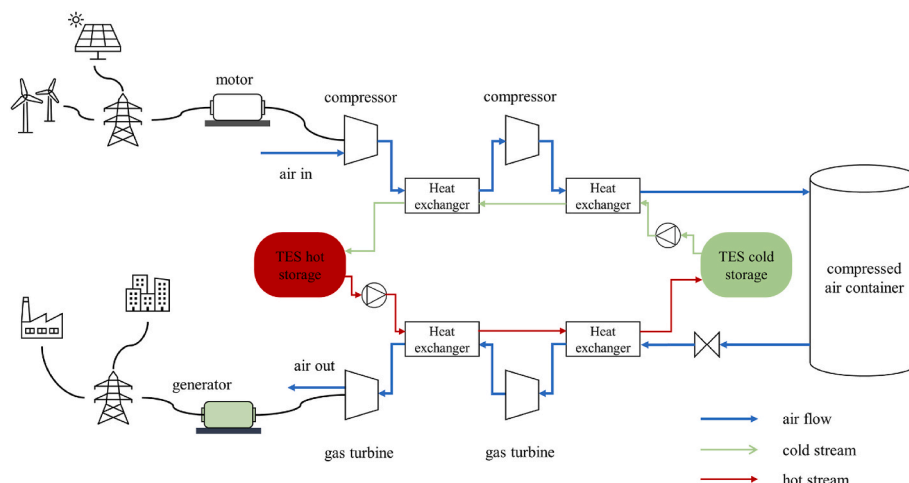 motor
compressor
compressor
air in
Heat
exchanger
Heat
exchanger
TES hot
storage
TES cold
storage
compressed
air container
Heat
exchanger
Heat
exchanger
air out
generator
gas turbine
gas turbine
air flow
cold stream
hot stream